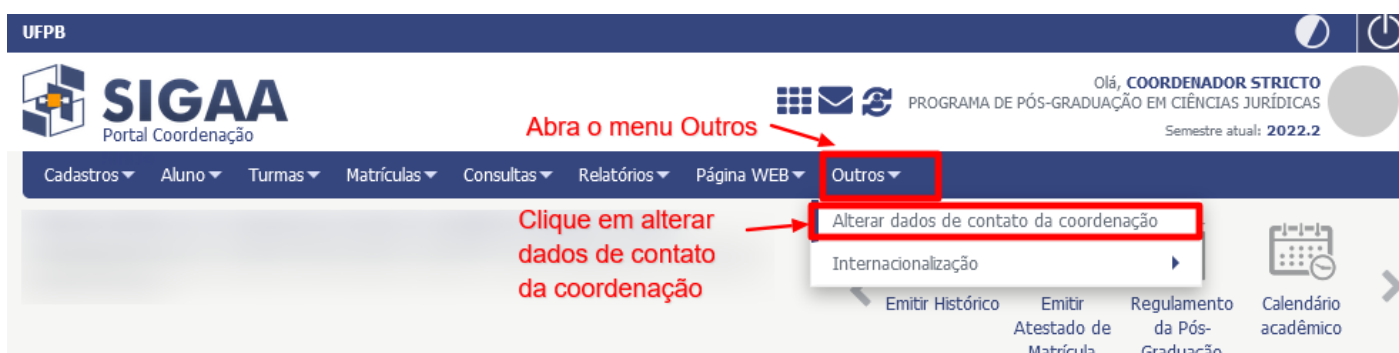 UFPB
SIGAA
Portal Coordenação
Olá, COORDENADOR STRICTO
PROGRAMA DE PÓS-GRADUAÇÃO EM CIÊNCIAS JURÍDICAS
Semestre atual: 2022.2
Abra o menu Outros
Cadastros Aluno Turmas Matrículas Consultas Relatórios Página WEB Outros
Clique em alterar
dados de contato
da coordenação
Alterar dados de contato da coordenação
Internacionalização
Emitir Histórico
Emitir
Atestado de
Matrícula
Regulamento
da Pós-
Graduação
Calendário
acadêmico